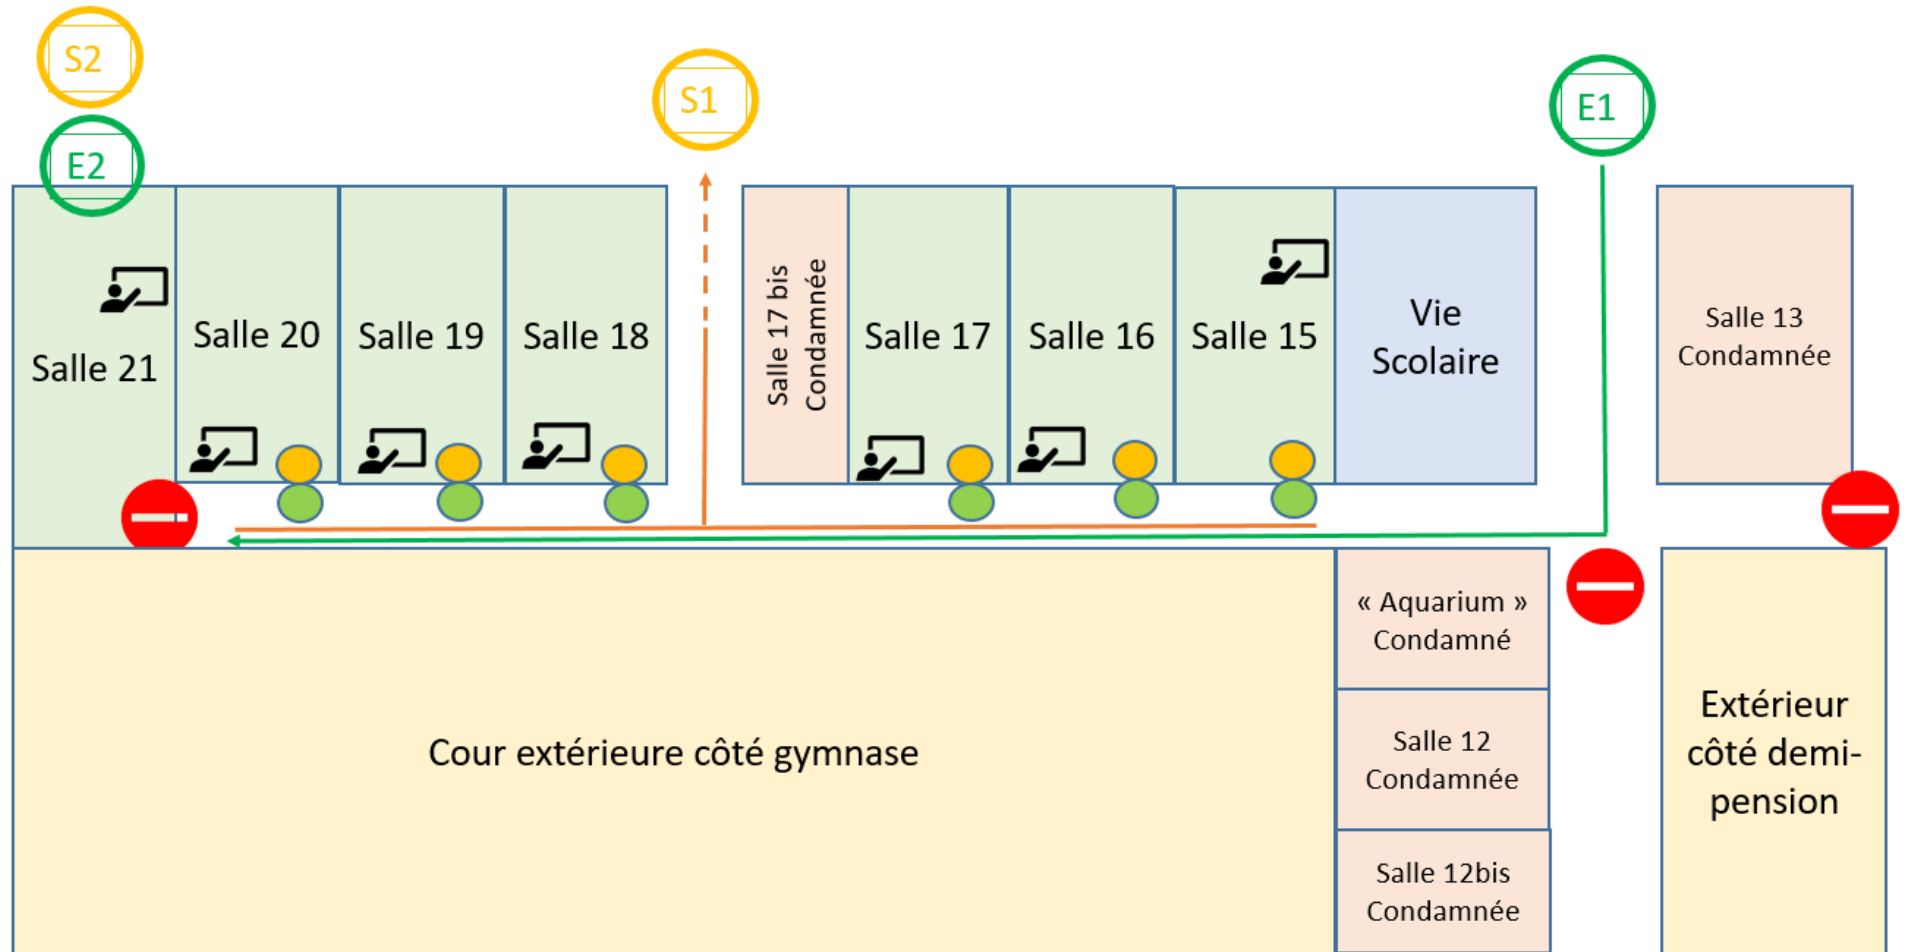 S2
S1
E1
E2
Salle 21
Salle 20
Salle 19
Salle 18
Salle 17 bis
Condamnée
Salle 17
Salle 16
Salle 15
Vie
Scolaire
Salle 13
Condamnée
« Aquarium »
Condamné
Salle 12
Condamnée
Salle 12bis
Condamnée
Cour extérieure côté gymnase
Extérieur
côté demi-
pension